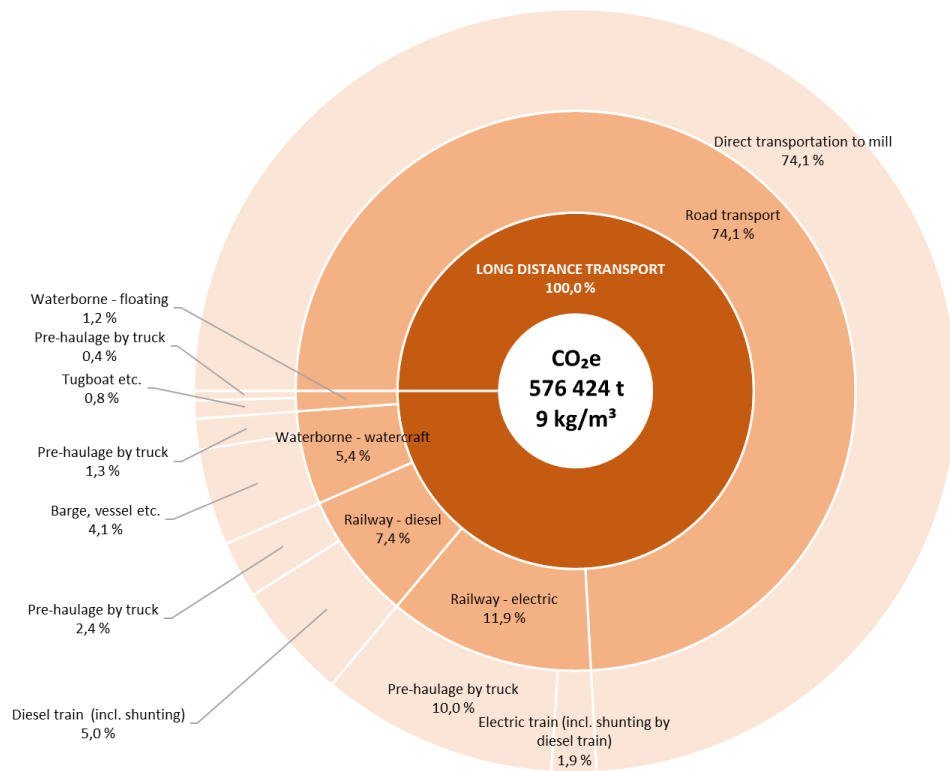 Direct transportation to mill
74,1 %
Road transport
74,1 %
LONG DISTANCE TRANSPORT
100,0 %
CO₂e
576 424 t
9 kg/m³
Waterborne - floating
1,2 %
Pre-haulage by truck
0,4 %
Tugboat etc.
0,8 %
Waterborne - watercraft
5,4 %
Pre-haulage by truck
1,3 %
Barge, vessel etc.
4,1 %
Railway - diesel
7,4 %
Pre-haulage by truck
2,4 %
Diesel train (incl. shunting)
5,0 %
Railway - electric
11,9 %
Pre-haulage by truck
10,0 %
Electric train (incl. shunting by
diesel train)
1,9 %